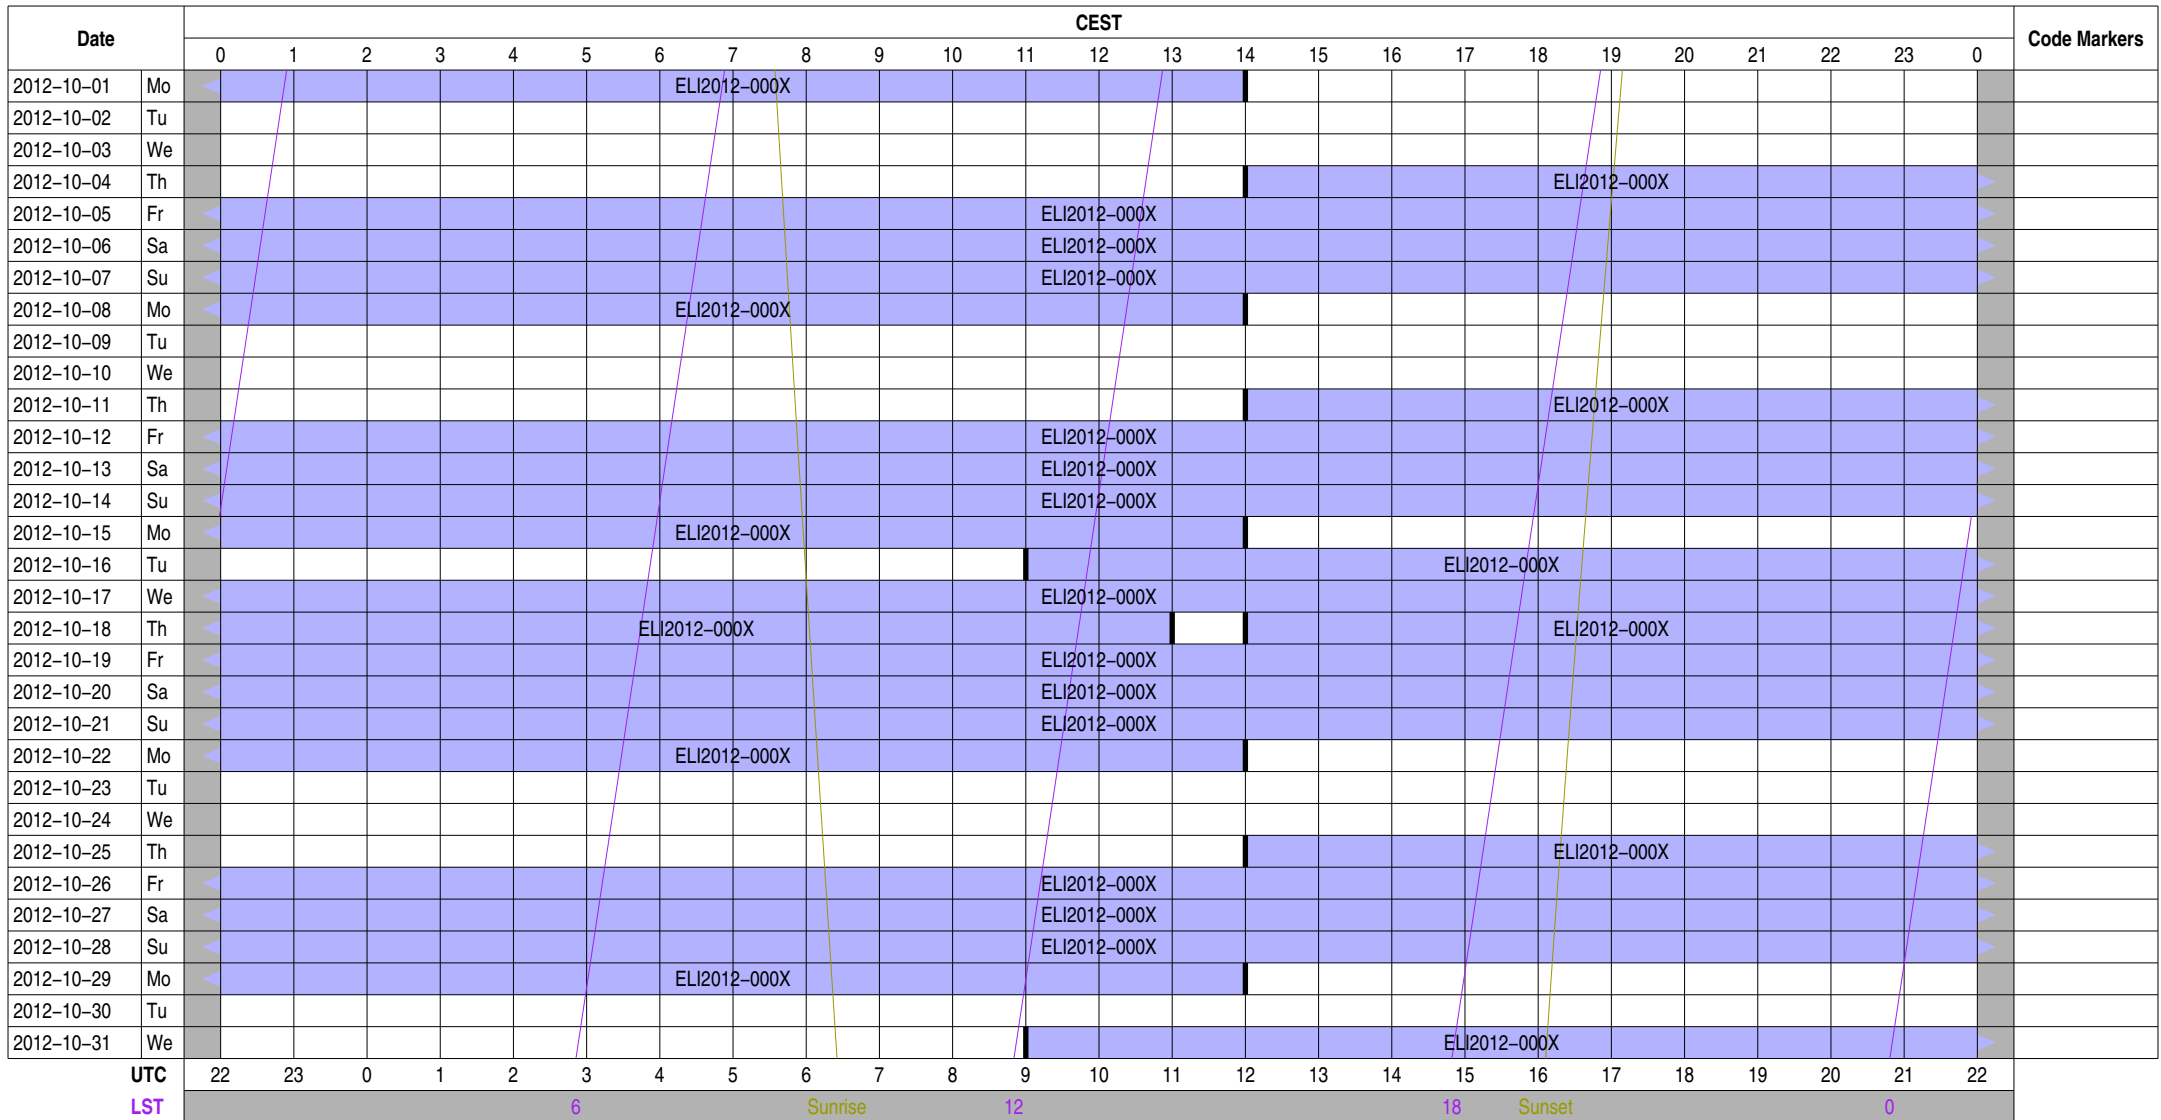 Date CEST Code Markers
0 1 2 3 4 5 6 7 8 9 10 11 12 13 14 15 16 17 18 19 20 21 22 23 0
2012-10-01 Mo ELI2012-000X
2012-10-02 Tu
2012-10-03 We
2012-10-04 Th ELI2012-000X
2012-10-05 Fr ELI2012-000X
2012-10-06 Sa ELI2012-000X
2012-10-07 Su ELI2012-000X
2012-10-08 Mo ELI2012-000X
2012-10-09 Tu
2012-10-10 We
2012-10-11 Th ELI2012-000X
2012-10-12 Fr ELI2012-000X
2012-10-13 Sa ELI2012-000X
2012-10-14 Su ELI2012-000X
2012-10-15 Mo ELI2012-000X
2012-10-16 Tu ELI2012-000X
2012-10-17 We ELI2012-000X
2012-10-18 Th ELI2012-000X ELI2012-000X
2012-10-19 Fr ELI2012-000X
2012-10-20 Sa ELI2012-000X
2012-10-21 Su ELI2012-000X
2012-10-22 Mo ELI2012-000X
2012-10-23 Tu
2012-10-24 We
2012-10-25 Th ELI2012-000X
2012-10-26 Fr ELI2012-000X
2012-10-27 Sa ELI2012-000X
2012-10-28 Su ELI2012-000X
2012-10-29 Mo ELI2012-000X
2012-10-30 Tu
2012-10-31 We ELI2012-000X
UTC 22 23 0 1 2 3 4 5 6 7 8 9 10 11 12 13 14 15 16 17 18 19 20 21 22
LST 6 Sunrise 12 18 Sunset 0